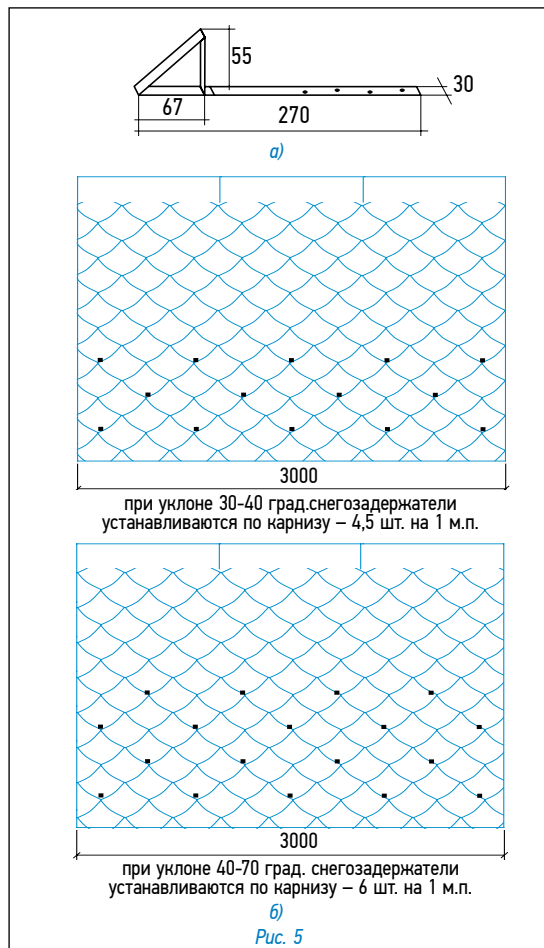 55
30
67
270
а)
3000
при уклоне 30-40 град.снегозадержатели
устанавливаются по карнизу – 4,5 шт. на 1 м.п.
3000
при уклоне 40-70 град. снегозадержатели
устанавливаются по карнизу – 6 шт. на 1 м.п.
б)
Рис. 5